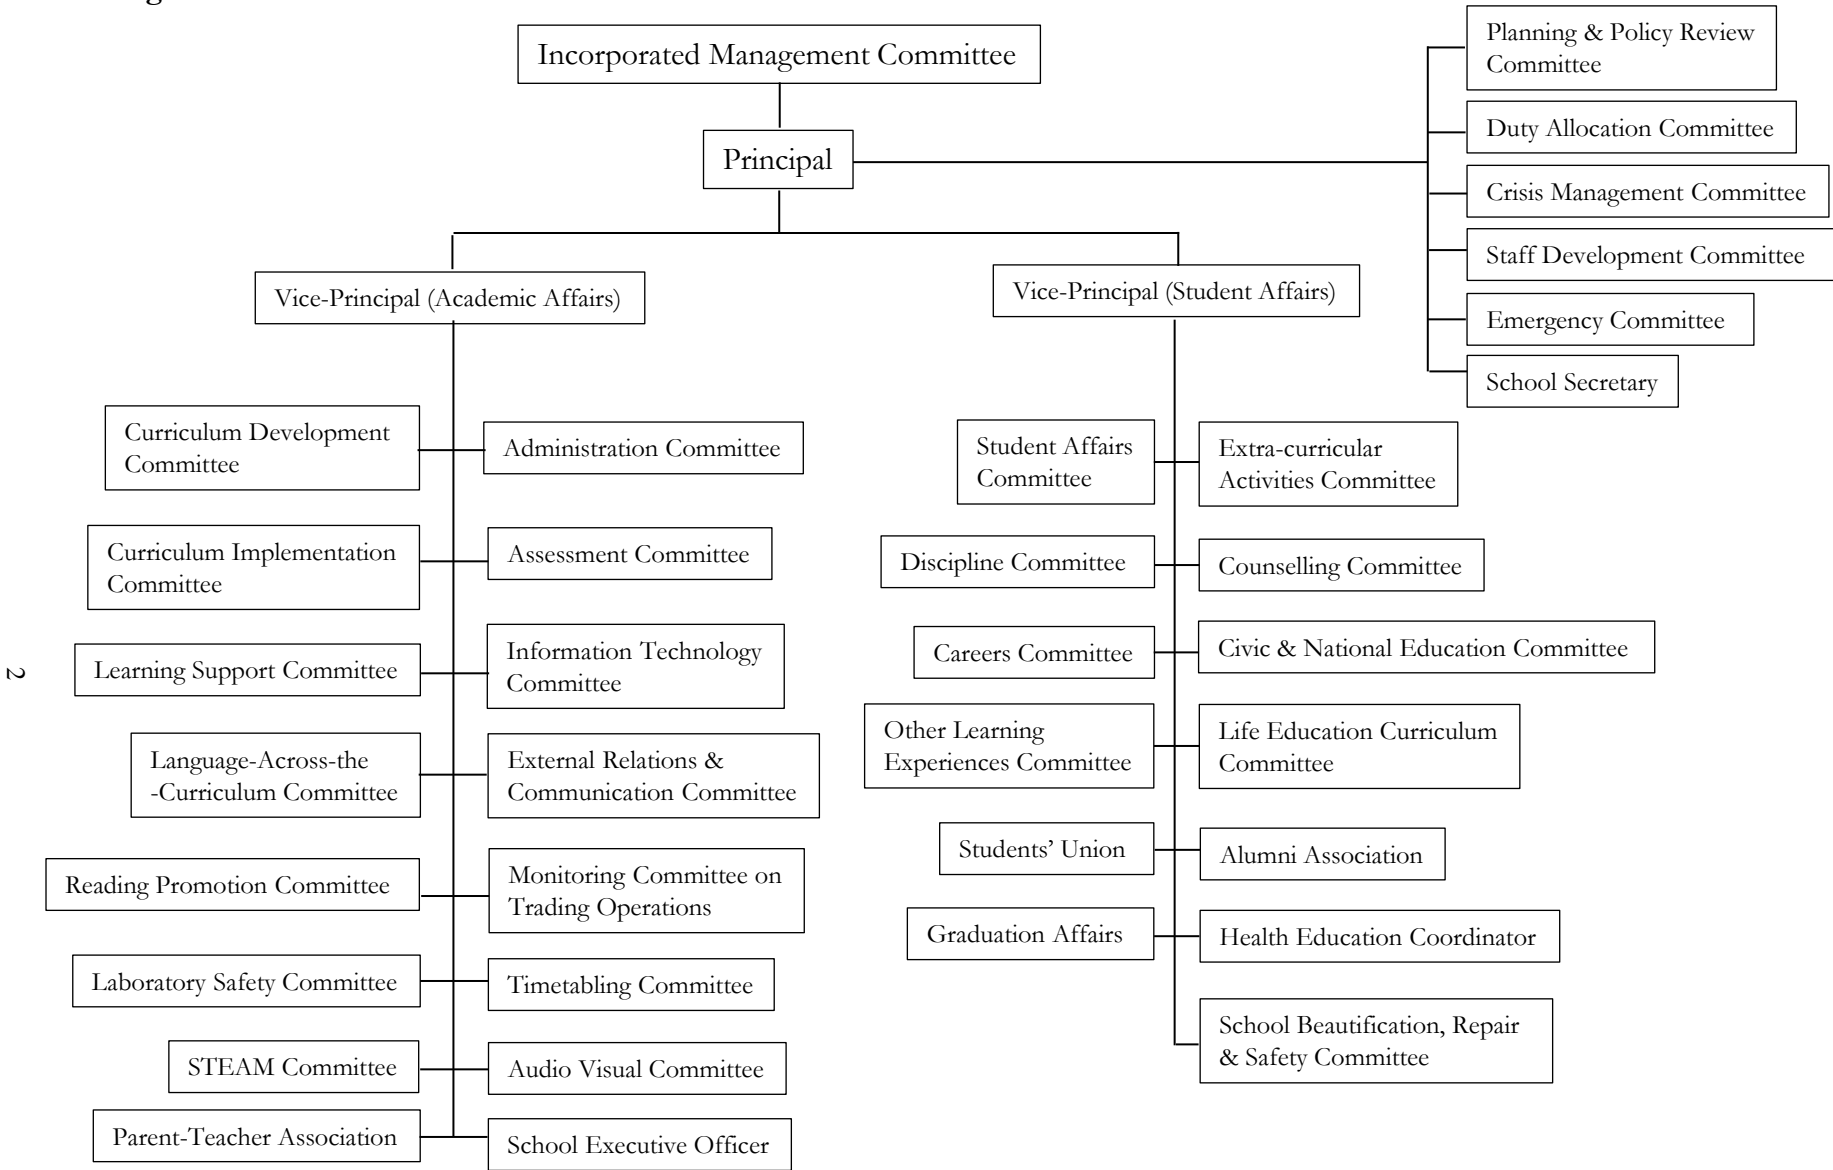 Incorporated Management Committee
Principal
Planning & Policy Review
Committee
Duty Allocation Committee
Crisis Management Committee
Staff Development Committee
Emergency Committee
School Secretary
Vice-Principal (Academic Affairs)
Vice-Principal (Student Affairs)
Curriculum Development
Committee
Administration Committee
Curriculum Implementation
Committee
Assessment Committee
Learning Support Committee
Information Technology
Committee
Language-Across-the
-Curriculum Committee
External Relations &
Communication Committee
Reading Promotion Committee
Monitoring Committee on
Trading Operations
Laboratory Safety Committee
Timetabling Committee
STEAM Committee
Audio Visual Committee
Parent-Teacher Association
School Executive Officer
Student Affairs
Committee
Extra-curricular
Activities Committee
Discipline Committee
Counselling Committee
Careers Committee
Civic & National Education Committee
Other Learning
Experiences Committee
Life Education Curriculum
Committee
Students’ Union
Alumni Association
Graduation Affairs
Health Education Coordinator
School Beautification, Repair
& Safety Committee
2